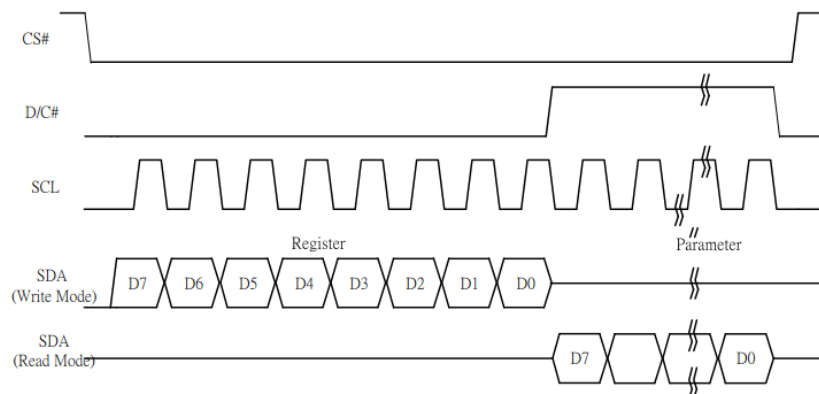 CS#
D/C#
SCL
Register
Parameter
SDA
(Write Mode)
D7 D6 D5 D4 D3 D2 D1 D0
SDA
(Read Mode)
D7 D0